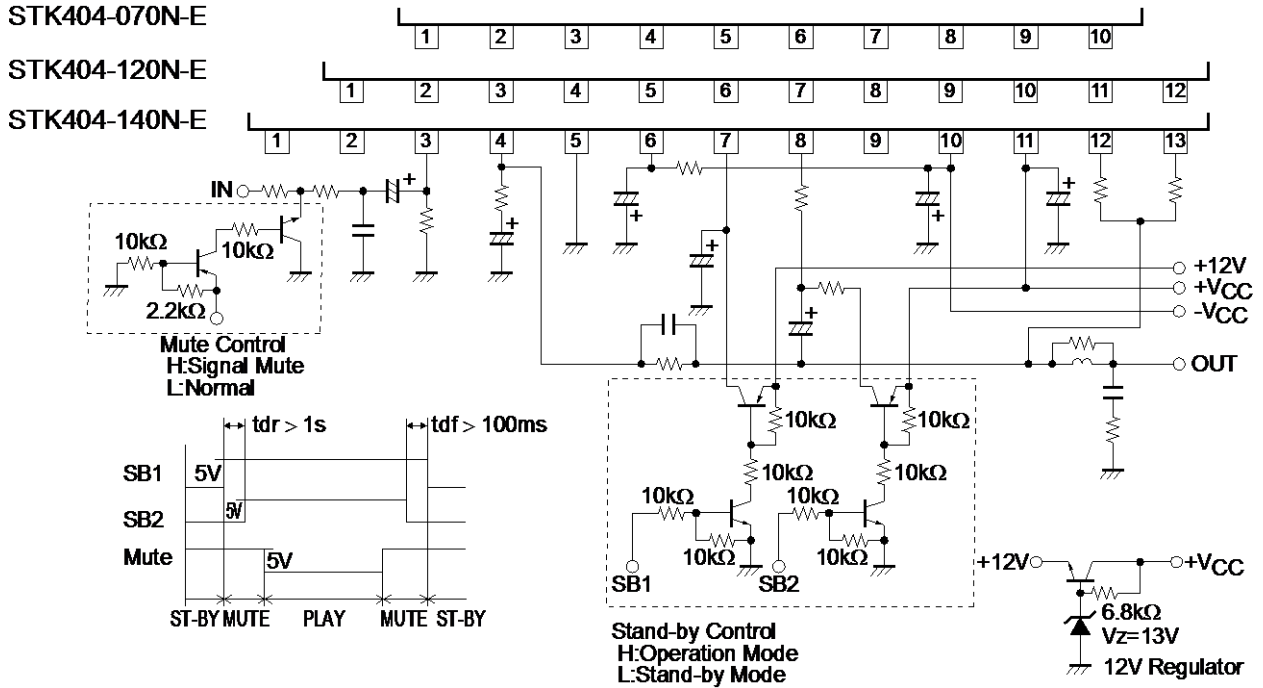 STK404-070N-E
1 2 3 4 5 6 7 8 9 10
STK404-120N-E
1 2 3 4 5 6 7 8 9 10 11 12
STK404-140N-E
1 2 3 4 5 6 7 8 9 10 11 12 13
IN
+
+
+
+
+
+
+
10kΩ
10kΩ
2.2kΩ
Mute Control
H:Signal Mute
L:Normal
+12V
+VCC
-VCC
OUT
10kΩ
10kΩ
10kΩ
10kΩ
10kΩ
10kΩ
10kΩ
10kΩ
SB1
SB2
Stand-by Control
H:Operation Mode
L:Stand-by Mode
tdr > 1s
tdf > 100ms
SB1
5V
SB2
5V
Mute
5V
ST-BY MUTE PLAY MUTE ST-BY
+12V
+VCC
6.8kΩ
Vz=13V
12V Regulator